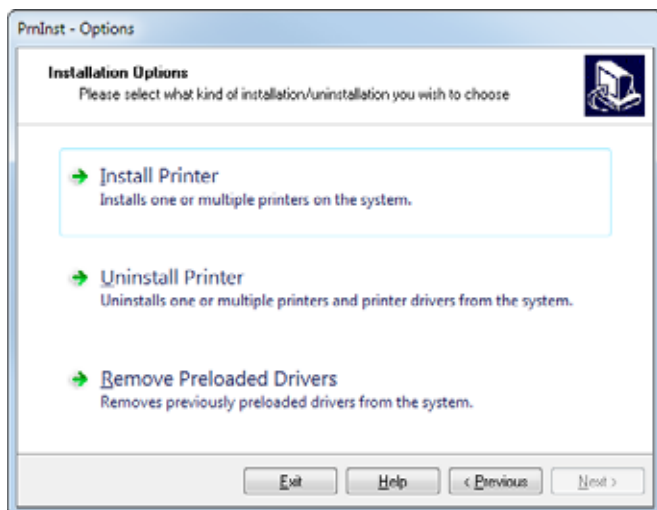 PrnInst - Options
Installation Options
Please select what kind of installation/uninstallation you wish to choose
Install Printer
Installs one or multiple printers on the system.
Uninstall Printer
Uninstalls one or multiple printers and printer drivers from the system.
Remove Preloaded Drivers
Removes previously preloaded drivers from the system.
Exit Help < Previous Next >